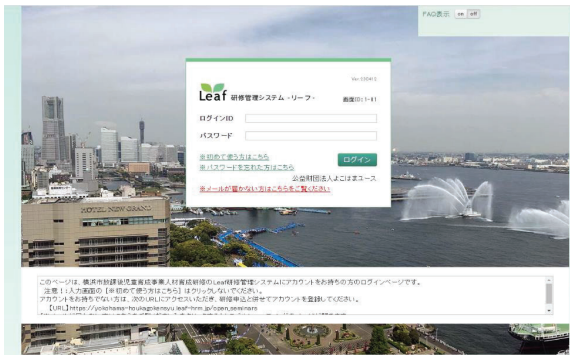 FAQ表示 on off
Leaf 研修管理システム -リーフ- 画面ID:1-01
ログインID
パスワード
※初めて使う方はこちら
※パスワードを忘れた方はこちら
ログイン
公益財団法人よこはまユース
※メールが届かない方はこちらをご覧ください
HOTEL NEW GRAND
このページは、横浜市放課後児童育成事業人材育成研修のLeaf研修管理システムにアカウントをお持ちの方のログインページです。
注意!:入力画面の［※初めて使う方はこちら］はクリックしないでください。
アカウントをお持ちでない方は、次のURLにアクセスいただき、研修申込と併せてアカウントを登録してください。
【URL】https://yokohama-houkagokensyu.leaf-hrm.jp/open_seminars